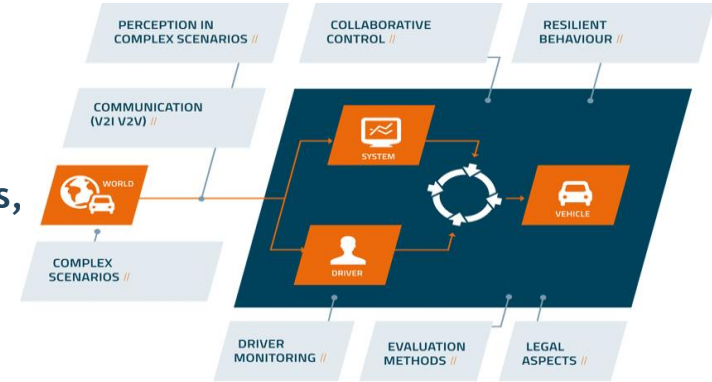 PERCEPTION IN
COMPLEX SCENARIOS //
COLLABORATIVE
CONTROL //
RESILIENT
BEHAVIOUR //
COMMUNICATION
(V2I V2V) //
SYSTEM
s,
WORLD
VEHICLE
DRIVER
COMPLEX
SCENARIOS //
DRIVER
MONITORING //
EVALUATION
METHODS //
LEGAL
ASPECTS //